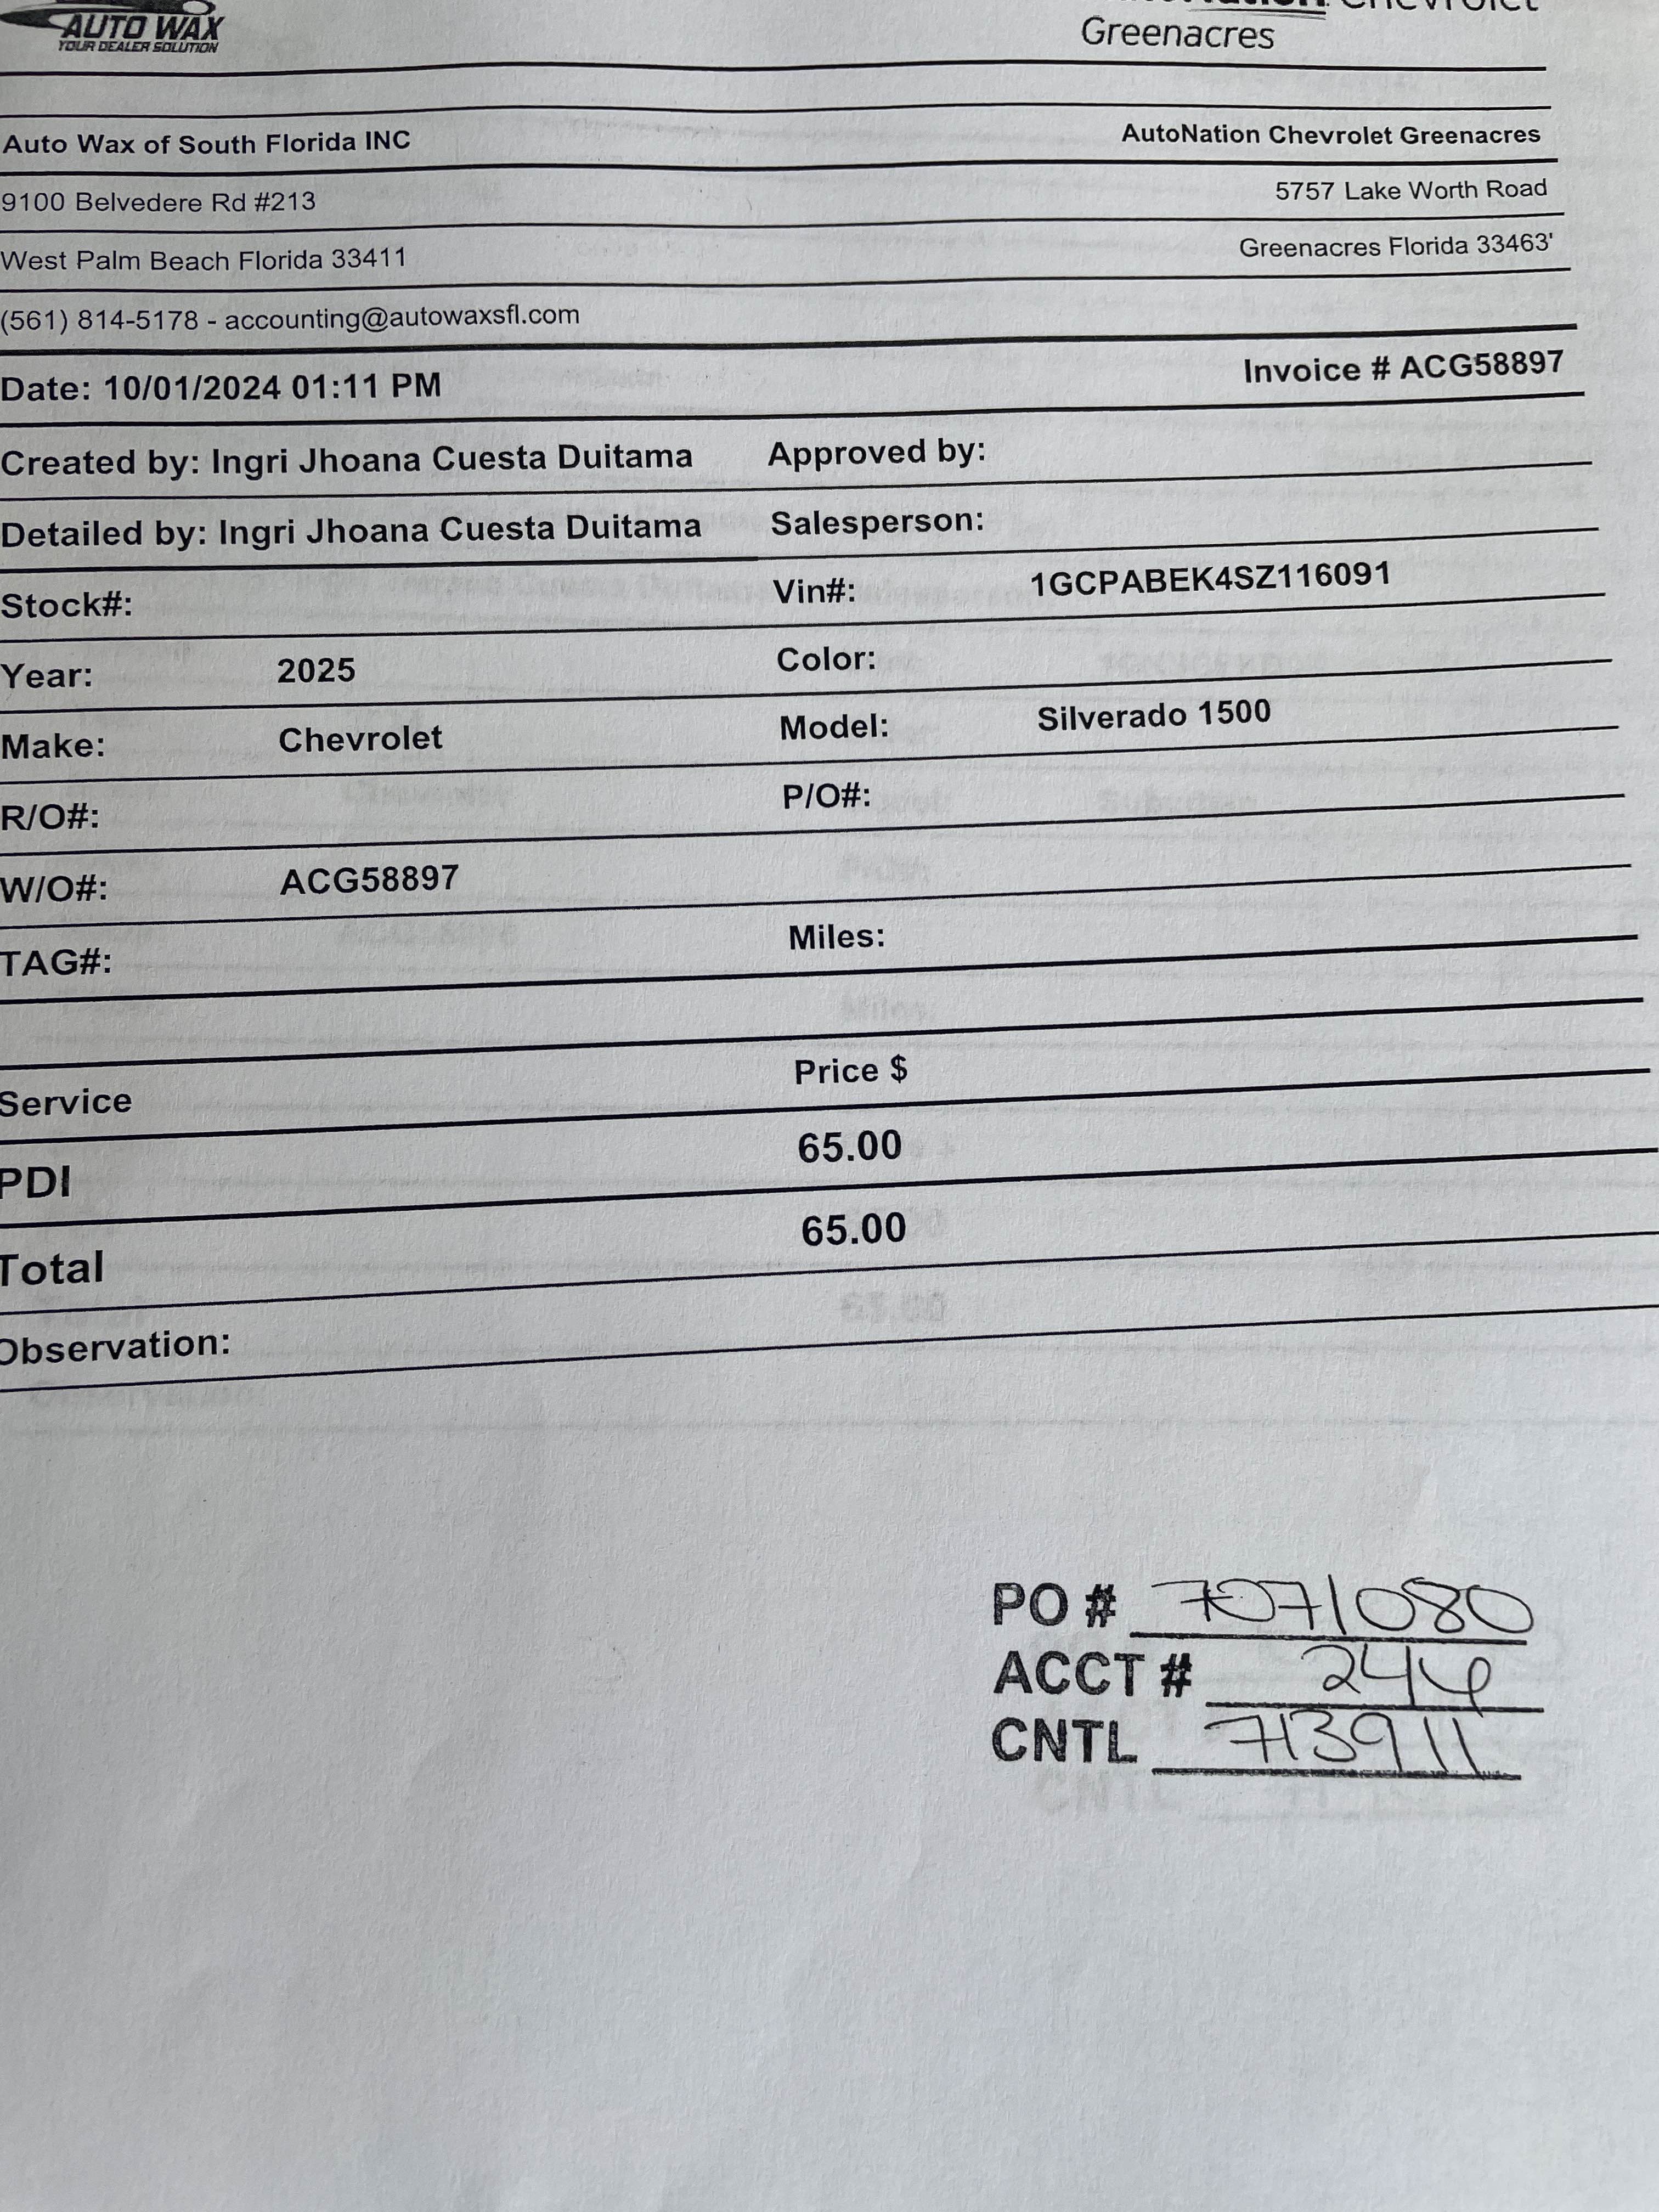 AUTO WAX
YOUR DEALER SOLUTION
Chevrolet
Greenacres
Auto Wax of South Florida INC
AutoNation Chevrolet Greenacres
9100 Belvedere Rd #213
5757 Lake Worth Road
West Palm Beach Florida 33411
Greenacres Florida 33463'
(561) 814-5178 - accounting@autowaxsfl.com
Date: 10/01/2024 01:11 PM
Invoice # ACG58897
Created by: Ingri Jhoana Cuesta Duitama Approved by:
Detailed by: Ingri Jhoana Cuesta Duitama Salesperson:
Stock#: Vin#: 1GCPABEK4SZ116091
Year: 2025 Color:
Make: Chevrolet Model: Silverado 1500
R/O#: P/O#:
W/O#: ACG58897
TAG#: Miles:
Service Price $
PDI 65.00
Total 65.00
Observation:
PO # 7071080
ACCT #
CNTL 713911